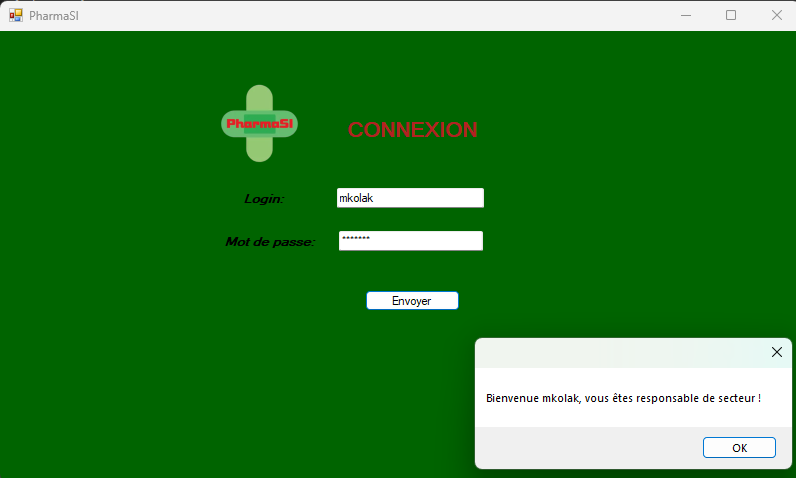 PharmaSI
PharmaSI
CONNEXION
Login:
mkolak
Mot de passe:
*******
Envoyer
Bienvenue mkolak, vous êtes responsable de secteur !
OK